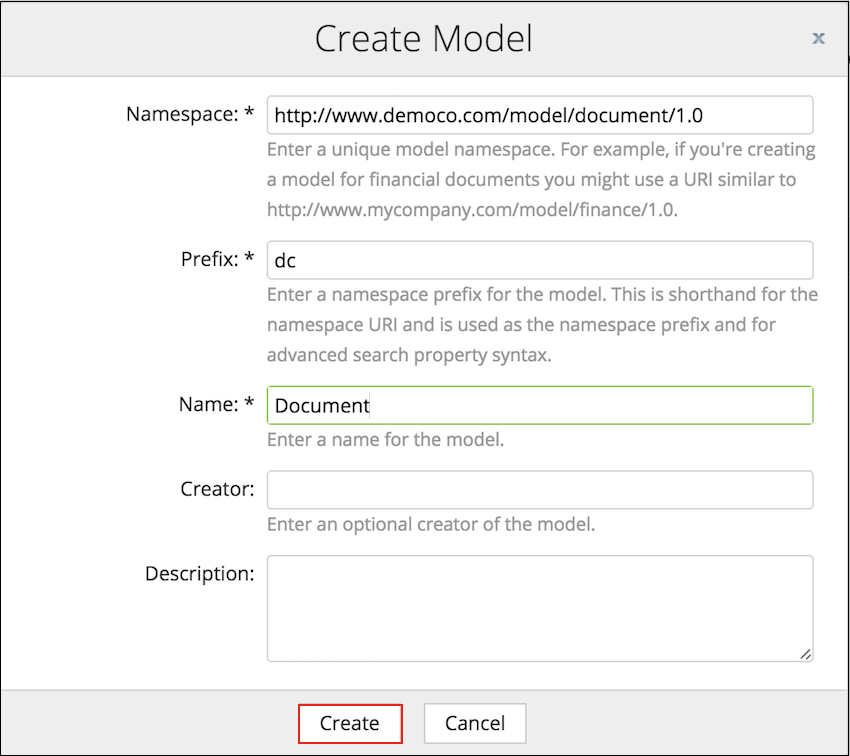 Create Model
x
Namespace: * http://www.democo.com/model/document/1.0
Enter a unique model namespace. For example, if you're creating
a model for financial documents you might use a URI similar to
http://www.mycompany.com/model/finance/1.0.
Prefix: * dc
Enter a namespace prefix for the model. This is shorthand for the
namespace URI and is used as the namespace prefix and for
advanced search property syntax.
Name: * Document
Enter a name for the model.
Creator:
Enter an optional creator of the model.
Description:
Create Cancel